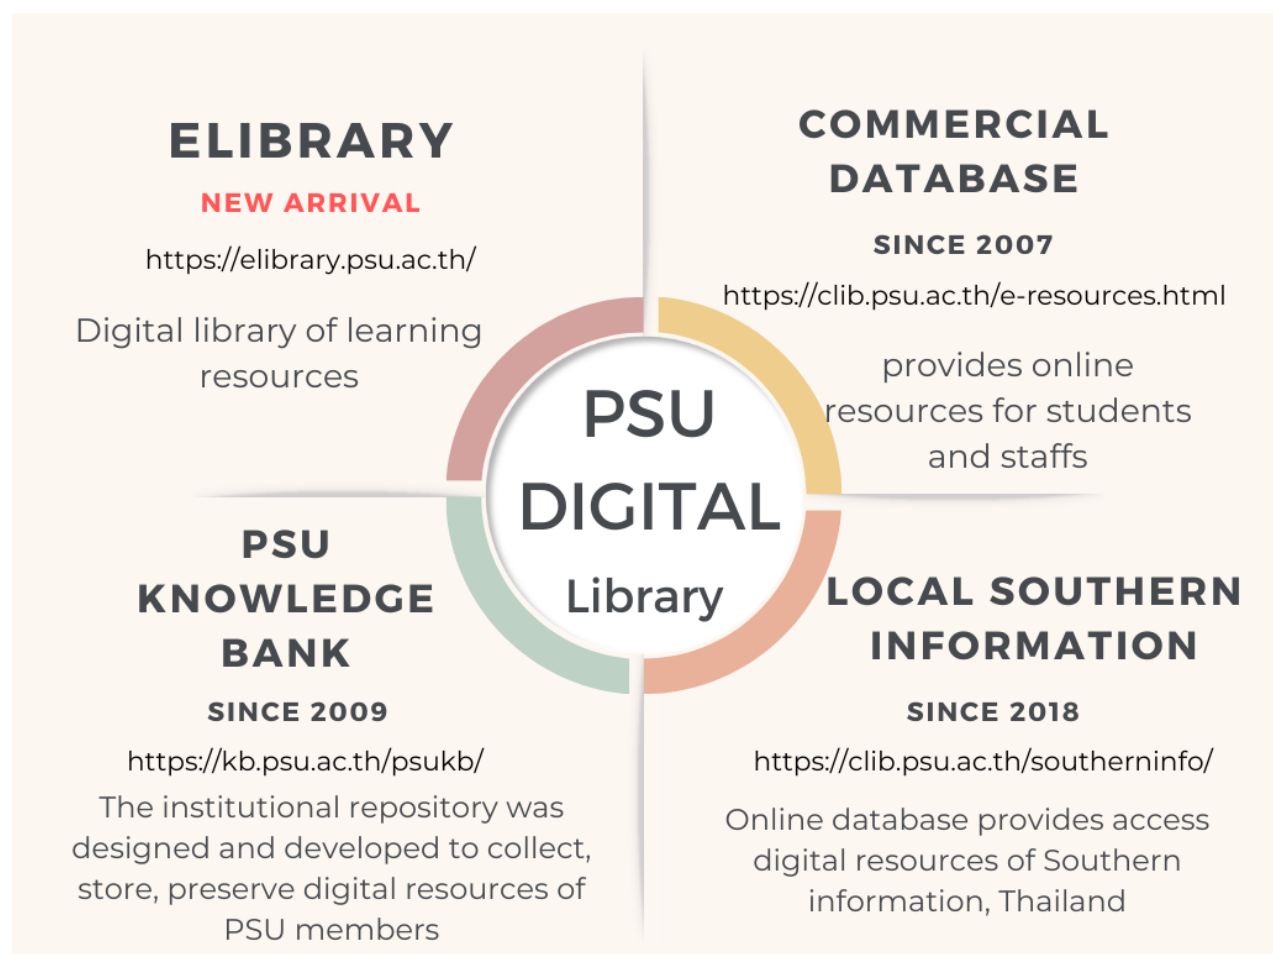 ELIBRARY
NEW ARRIVAL
https://elibrary.psu.ac.th/
Digital library of learning
resources
COMMERCIAL
DATABASE
SINCE 2007
https://clib.psu.ac.th/e-resources.html
provides online
resources for students
and staffs
PSU
DIGITAL
Library
PSU
KNOWLEDGE
BANK
SINCE 2009
https://kb.psu.ac.th/psukb/
The institutional repository was
designed and developed to collect,
store, preserve digital resources of
PSU members
LOCAL SOUTHERN
INFORMATION
SINCE 2018
https://clib.psu.ac.th/southerninfo/
Online database provides access
digital resources of Southern
information, Thailand